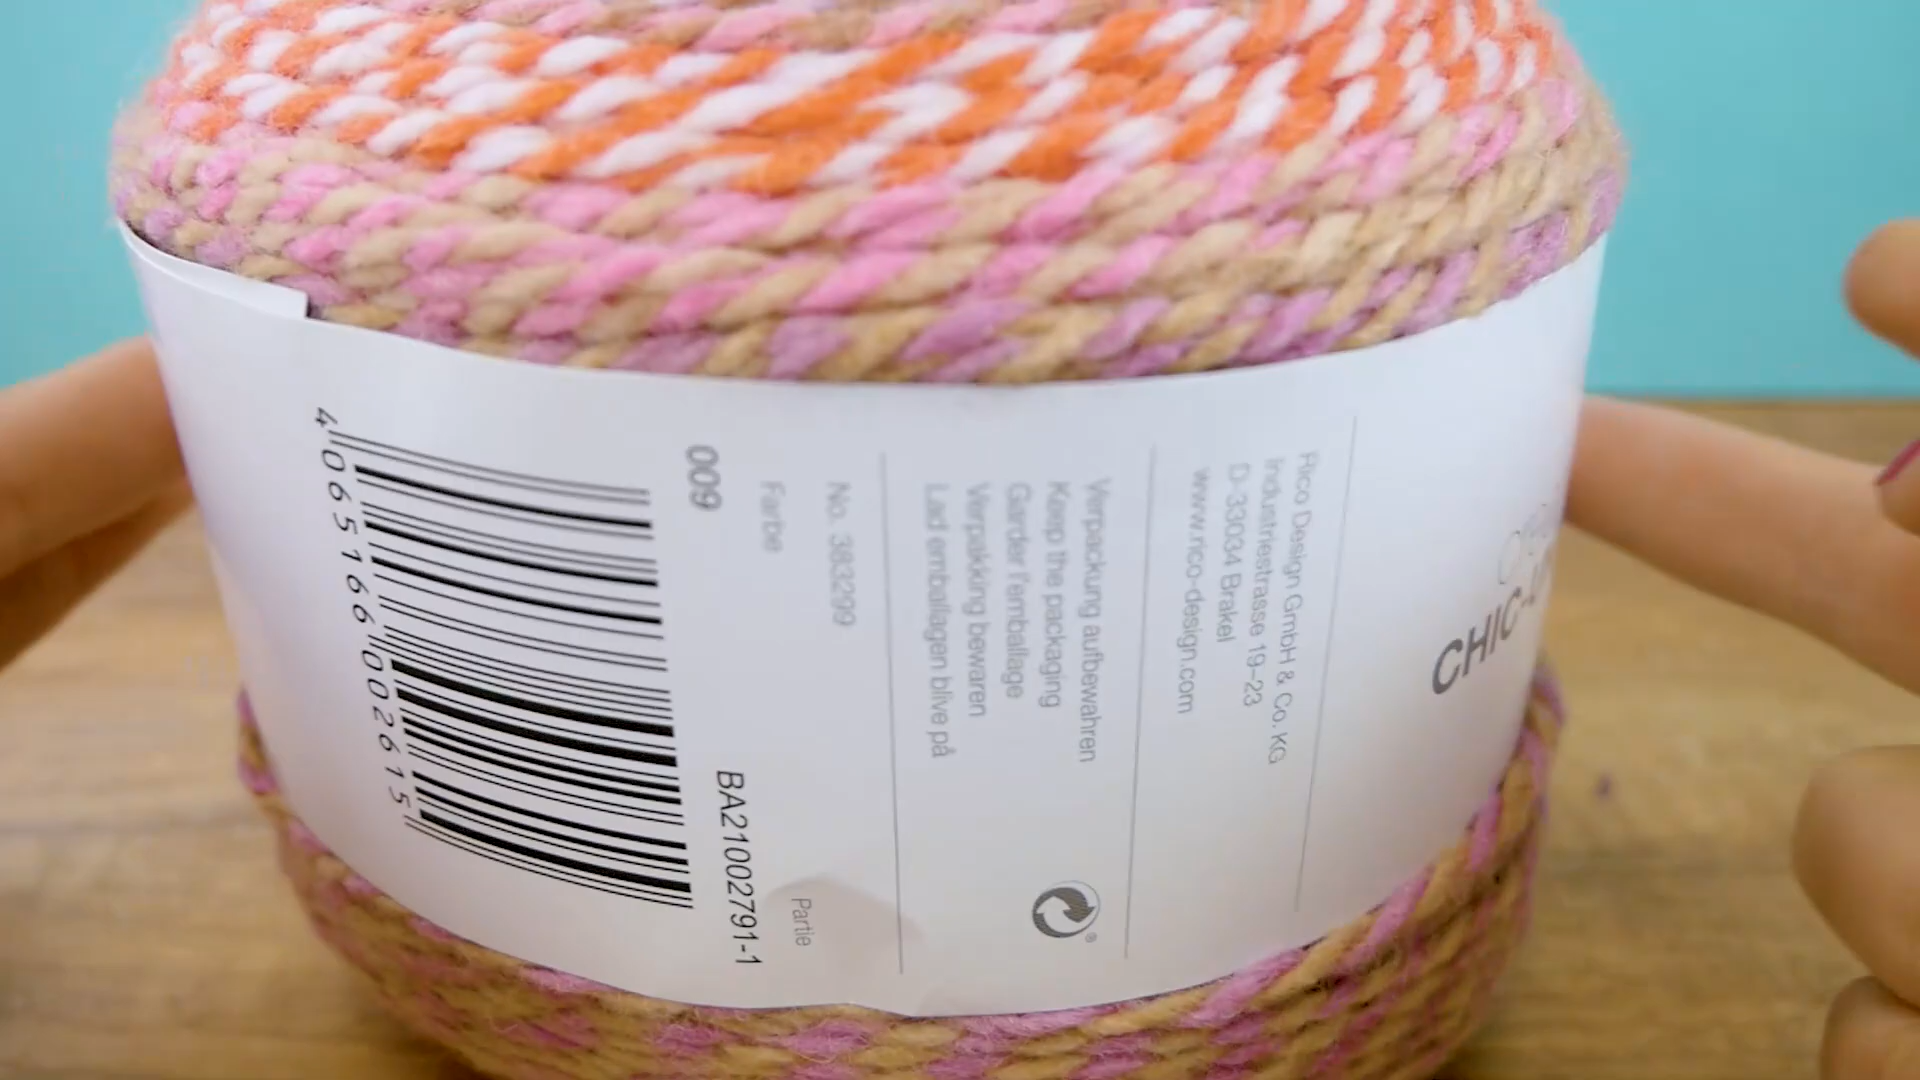 CHIC-
Rico Design GmbH & Co. KG
Industriestrasse 19–23
D-33034 Brakel
www.rico-design.com
Verpackung aufbewahren
Keep the packaging
Garder l'emballage
Verpakking bewaren
Lad emballagen blive på
No. 383299
Farbe
Partie
009
BA21002791-1
4 065166 002615